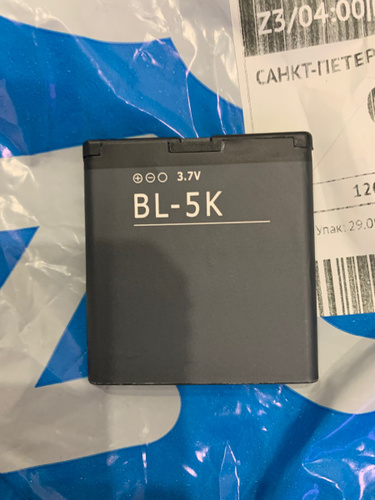 Z3/04.00
САНКТ-ПЕТЕР
3.7V
BL-5K
120
Упак: 29.0